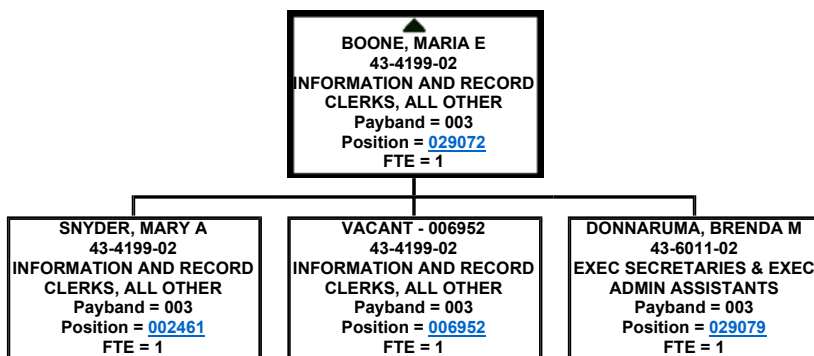 BOONE, MARIA E
43-4199-02
INFORMATION AND RECORD
CLERKS, ALL OTHER
Payband = 003
Position = 029072
FTE = 1
SNYDER, MARY A
43-4199-02
INFORMATION AND RECORD
CLERKS, ALL OTHER
Payband = 003
Position = 002461
FTE = 1
VACANT - 006952
43-4199-02
INFORMATION AND RECORD
CLERKS, ALL OTHER
Payband = 003
Position = 006952
FTE = 1
DONNARUMA, BRENDA M
43-6011-02
EXEC SECRETARIES & EXEC
ADMIN ASSISTANTS
Payband = 003
Position = 029079
FTE = 1